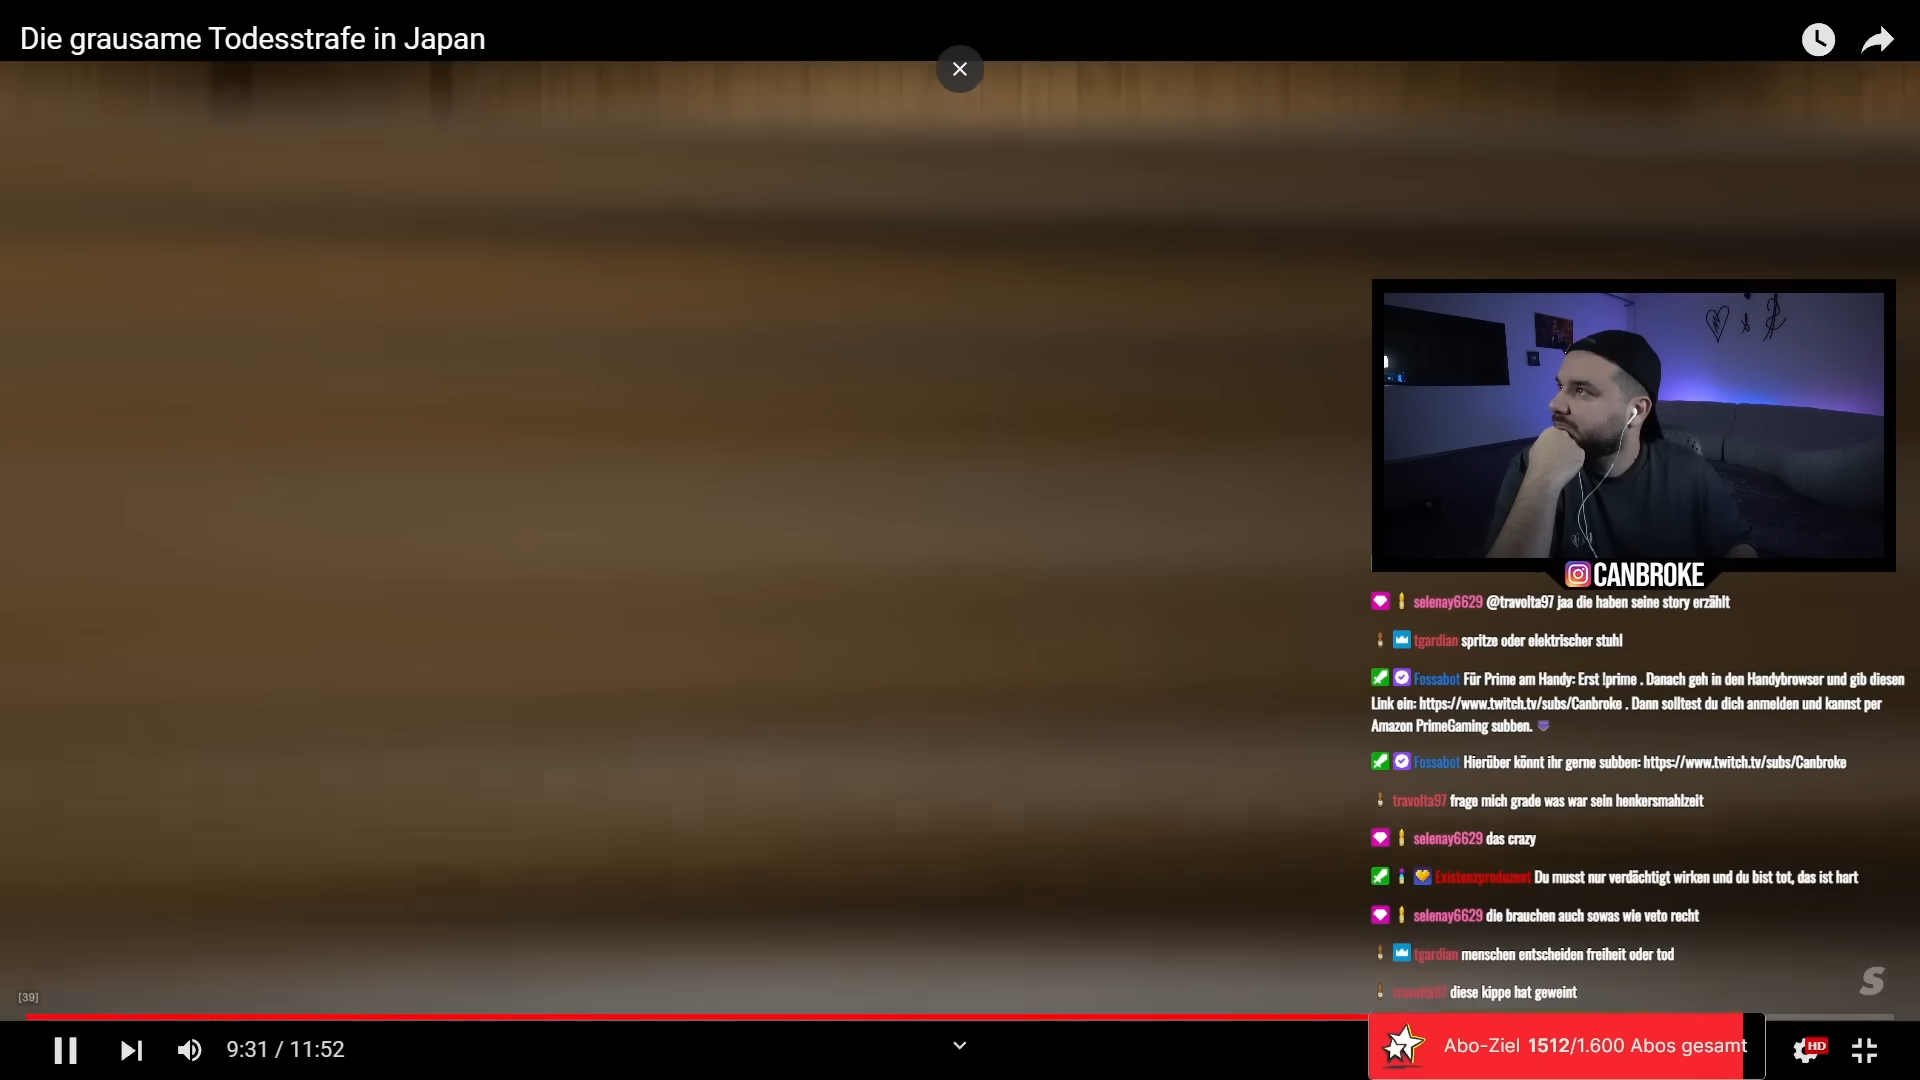 Die grausame Todesstrafe in Japan
CANBROKE
selenay6629 @travolta97 jaa die haben seine story erzählt
tgardian spritze oder elektrischer stuhl
Fossabot Für Prime am Handy: Erst !prime . Danach geh in den Handybrowser und gib diesen
Link ein: https://www.twitch.tv/subs/Canbroke . Dann solltest du dich anmelden und kannst per
Amazon PrimeGaming subben.
Fossabot Hierüber könnt ihr gerne subben: https://www.twitch.tv/subs/Canbroke
travolta97 frage mich grade was war sein henkersmahlzeit
selenay6629 das crazy
Existenzproduzent Du musst nur verdächtigt wirken und du bist tot, das ist hart
selenay6629 die brauchen auch sowas wie veto recht
tgardian menschen entscheiden freiheit oder tod
travolta97 diese kippe hat geweint
[39]
S
9:31 / 11:52
Abo-Ziel 1512/1.600 Abos gesamt
HD